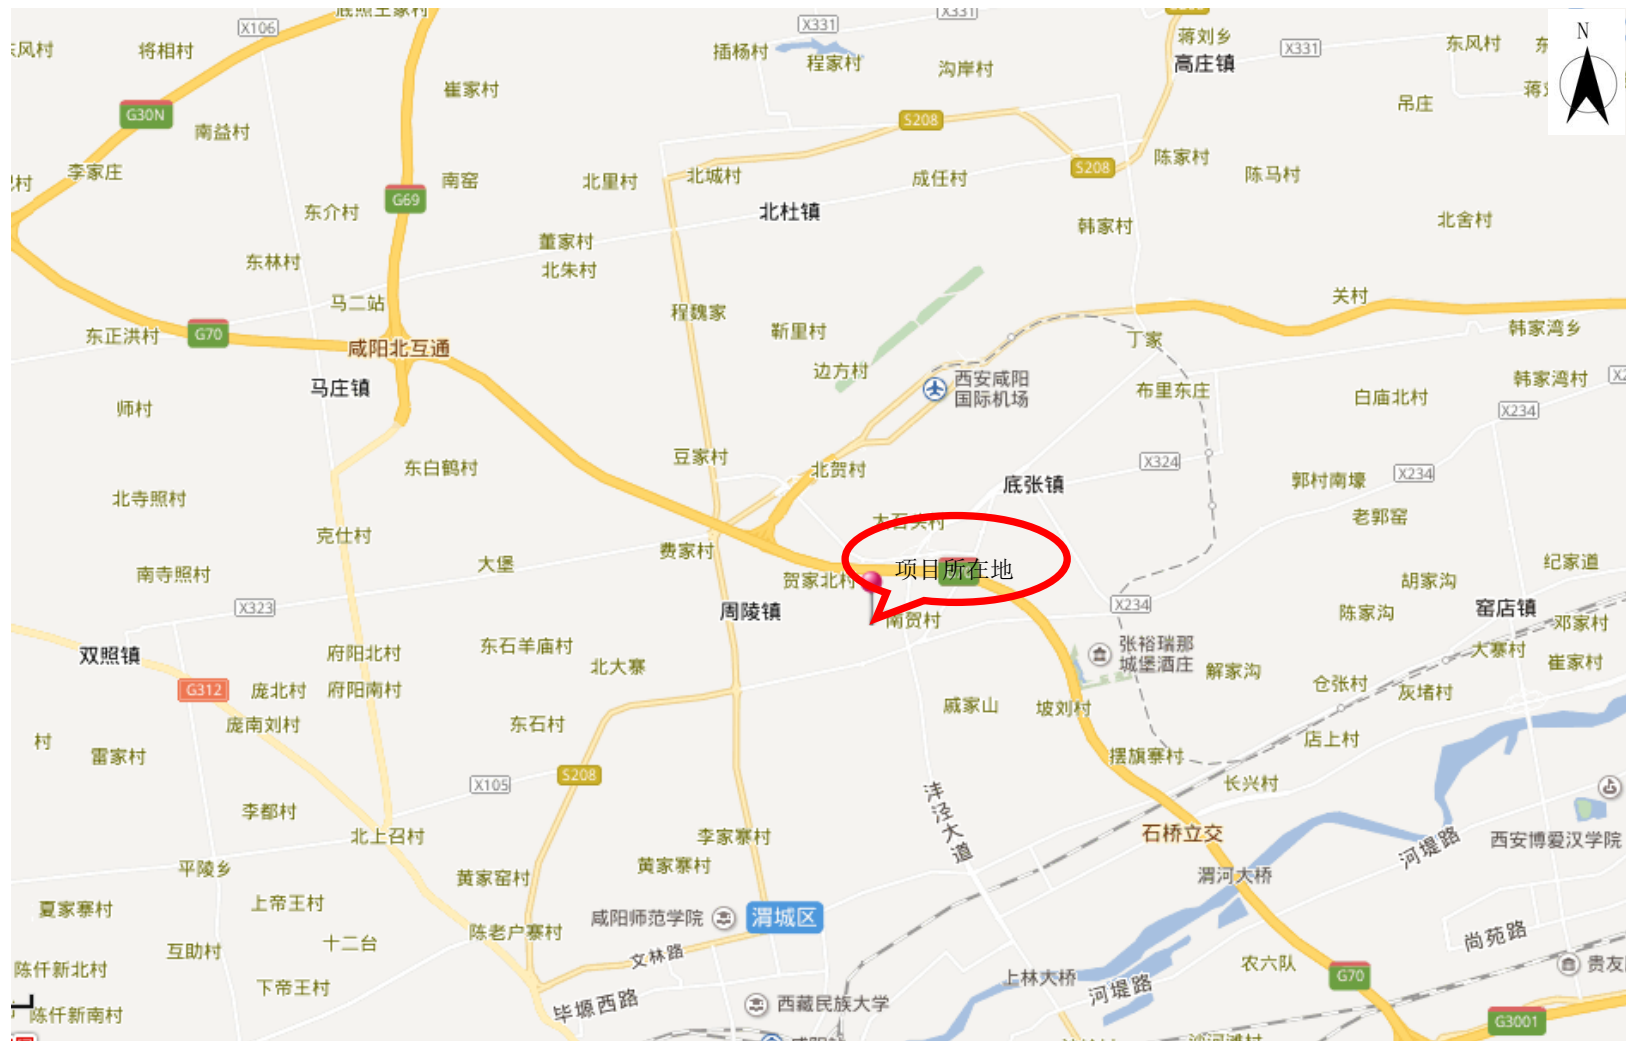 底照王家村
X106
X331
X331
S208
蒋刘乡
N
将相村
插杨村
程家村
沟岸村
高庄镇
X331
东风村
崔家村
吊庄
G30N
南益村
S208
S208
陈家村
李家庄
南窑
北里村
北城村
成任村
陈马村
G69
东介村
北杜镇
韩家村
北舍村
董家村
东林村
北朱村
马二站
程魏家
靳里村
关村
东正洪村
G70
咸阳北互通
丁家
韩家湾乡
马庄镇
边方村
西安咸阳
国际机场
布里东庄
白庙北村
韩家湾村
师村
X234
东白鹤村
豆家村
北贺村
X324
底张镇
郭村南壕
X234
北寺照村
克仕村
大石头村
老郭窑
费家村
大堡
南寺照村
贺家北村
项目所在地
纪家道
胡家沟
X323
周陵镇
南贺村
X234
陈家沟
窑店镇
邓家村
双照镇
府阳北村
东石羊庙村
北大寨
张裕瑞那
城堡酒庄
解家沟
大寨村
崔家村
G312
庞北村
府阳南村
仓张村
灰堵村
庞南刘村
东石村
戚家山
坡刘村
村
雷家村
店上村
摆旗寨村
X105
S208
长兴村
沣泾大道
李都村
北上召村
李家寨村
石桥立交
河堤路
西安博爱汉学院
平陵乡
黄家窑村
黄家寨村
渭河大桥
夏家寨村
上帝王村
咸阳师范学院
渭城区
互助村
十二台
陈老户寨村
文林路
尚苑路
陈仟新北村
下帝王村
上林大桥
农六队
G70
贵友
毕塬西路
西藏民族大学
河堤路
陈仟新南村
G3001